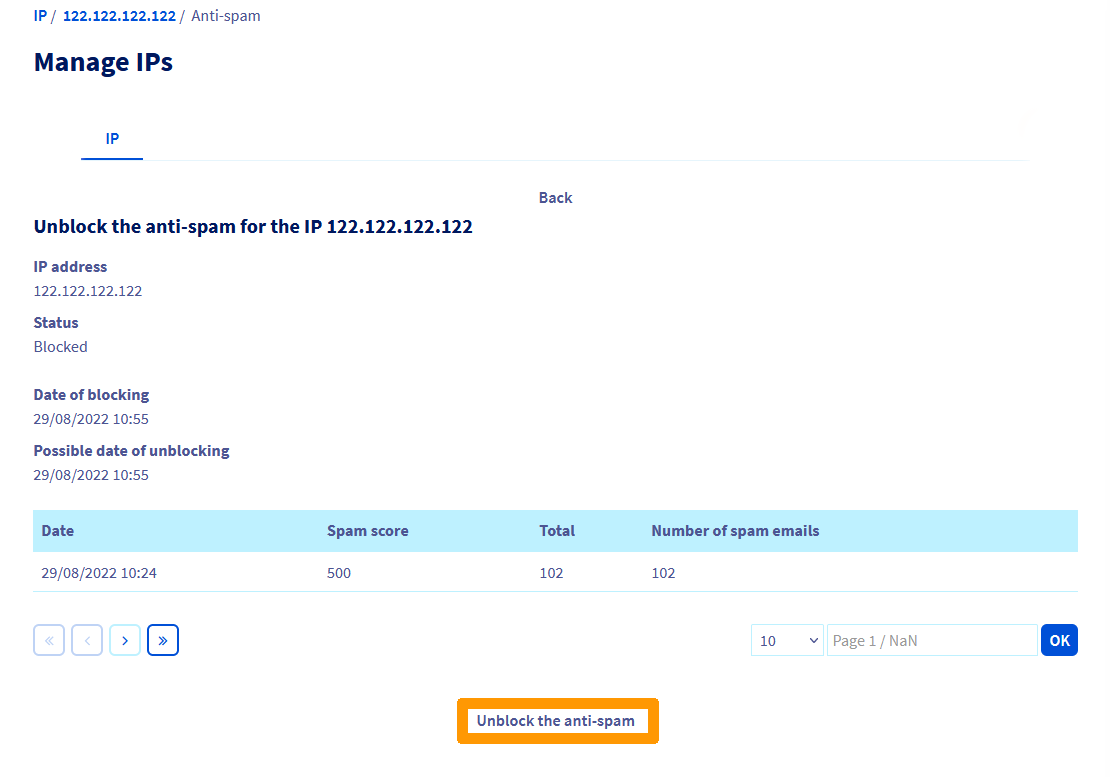 IP / 122.122.122.122 / Anti-spam
Manage IPs
IP
Back
Unblock the anti-spam for the IP 122.122.122.122
IP address
122.122.122.122
Status
Blocked
Date of blocking
29/08/2022 10:55
Possible date of unblocking
29/08/2022 10:55
Date Spam score Total Number of spam emails
29/08/2022 10:24 500 102 102
« ‹ › » 10 Page 1 / NaN OK
Unblock the anti-spam